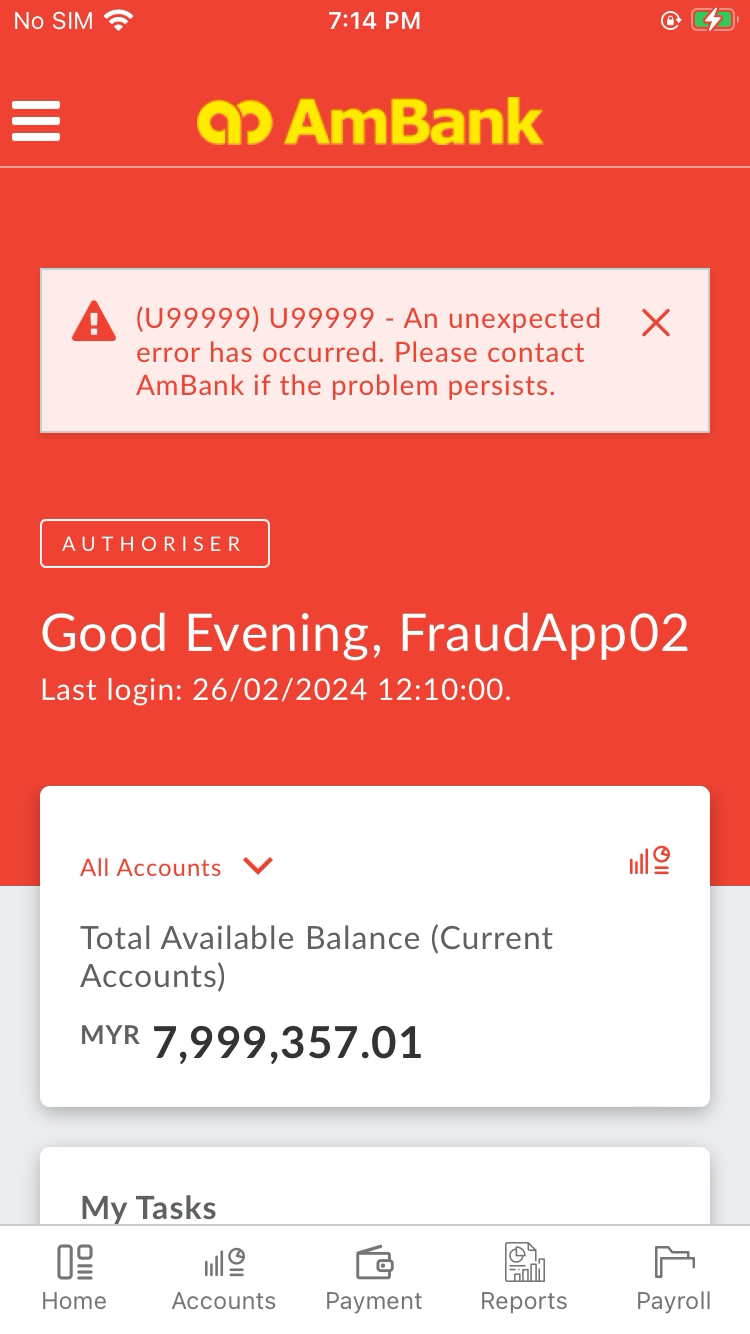 No SIM 7:14 PM
AmBank
(U99999) U99999 - An unexpected
error has occurred. Please contact
AmBank if the problem persists.
AUTHORISER
Good Evening, FraudApp02
Last login: 26/02/2024 12:10:00.
All Accounts
Total Available Balance (Current
Accounts)
MYR 7,999,357.01
My Tasks
Home Accounts Payment Reports Payroll